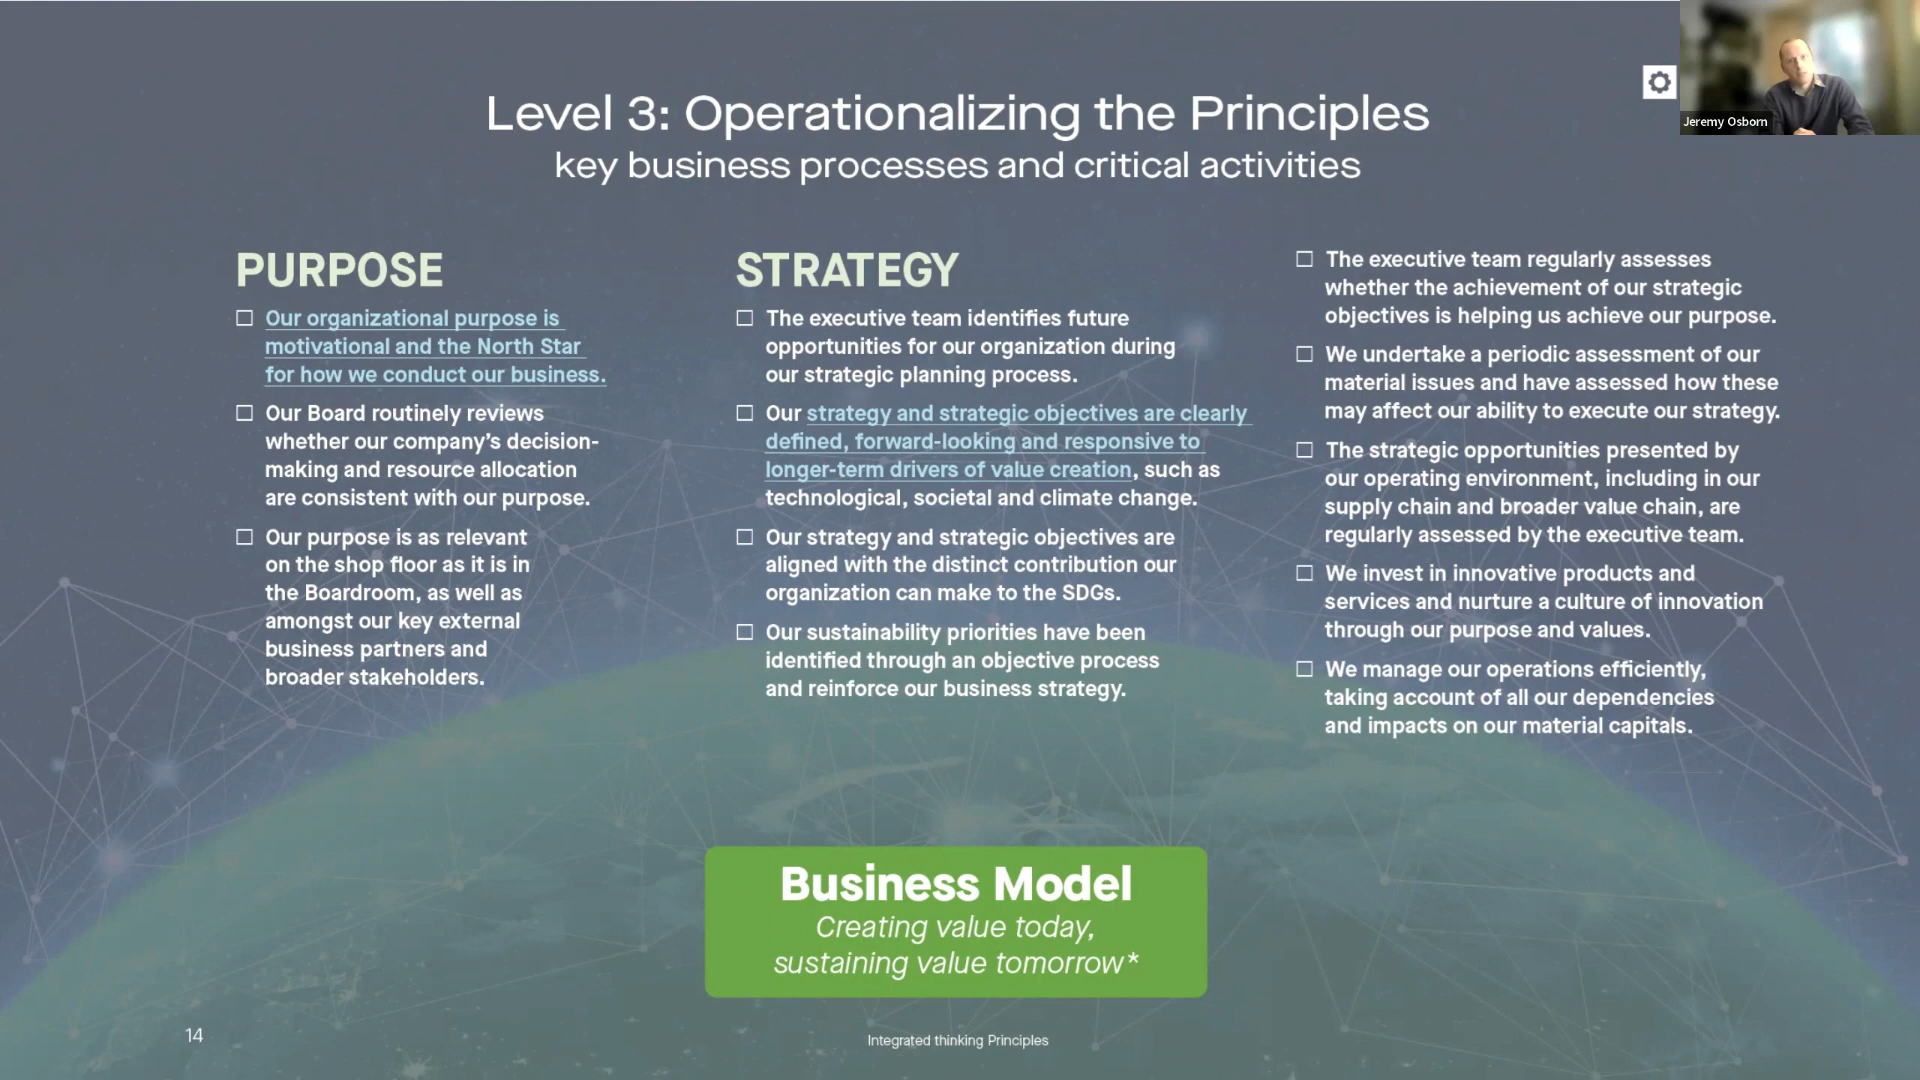 Level 3: Operationalizing the Principles
key business processes and critical activities
Jeremy Osborn
PURPOSE
☐ Our organizational purpose is
motivational and the North Star
for how we conduct our business.
☐ Our Board routinely reviews
whether our company's decision-
making and resource allocation
are consistent with our purpose.
☐ Our purpose is as relevant
on the shop floor as it is in
the Boardroom, as well as
amongst our key external
business partners and
broader stakeholders.
STRATEGY
☐ The executive team identifies future
opportunities for our organization during
our strategic planning process.
☐ Our strategy and strategic objectives are clearly
defined, forward-looking and responsive to
longer-term drivers of value creation, such as
technological, societal and climate change.
☐ Our strategy and strategic objectives are
aligned with the distinct contribution our
organization can make to the SDGs.
☐ Our sustainability priorities have been
identified through an objective process
and reinforce our business strategy.
☐ The executive team regularly assesses
whether the achievement of our strategic
objectives is helping us achieve our purpose.
☐ We undertake a periodic assessment of our
material issues and have assessed how these
may affect our ability to execute our strategy.
☐ The strategic opportunities presented by
our operating environment, including in our
supply chain and broader value chain, are
regularly assessed by the executive team.
☐ We invest in innovative products and
services and nurture a culture of innovation
through our purpose and values.
☐ We manage our operations efficiently,
taking account of all our dependencies
and impacts on our material capitals.
Business Model
Creating value today,
sustaining value tomorrow*
14
Integrated thinking Principles